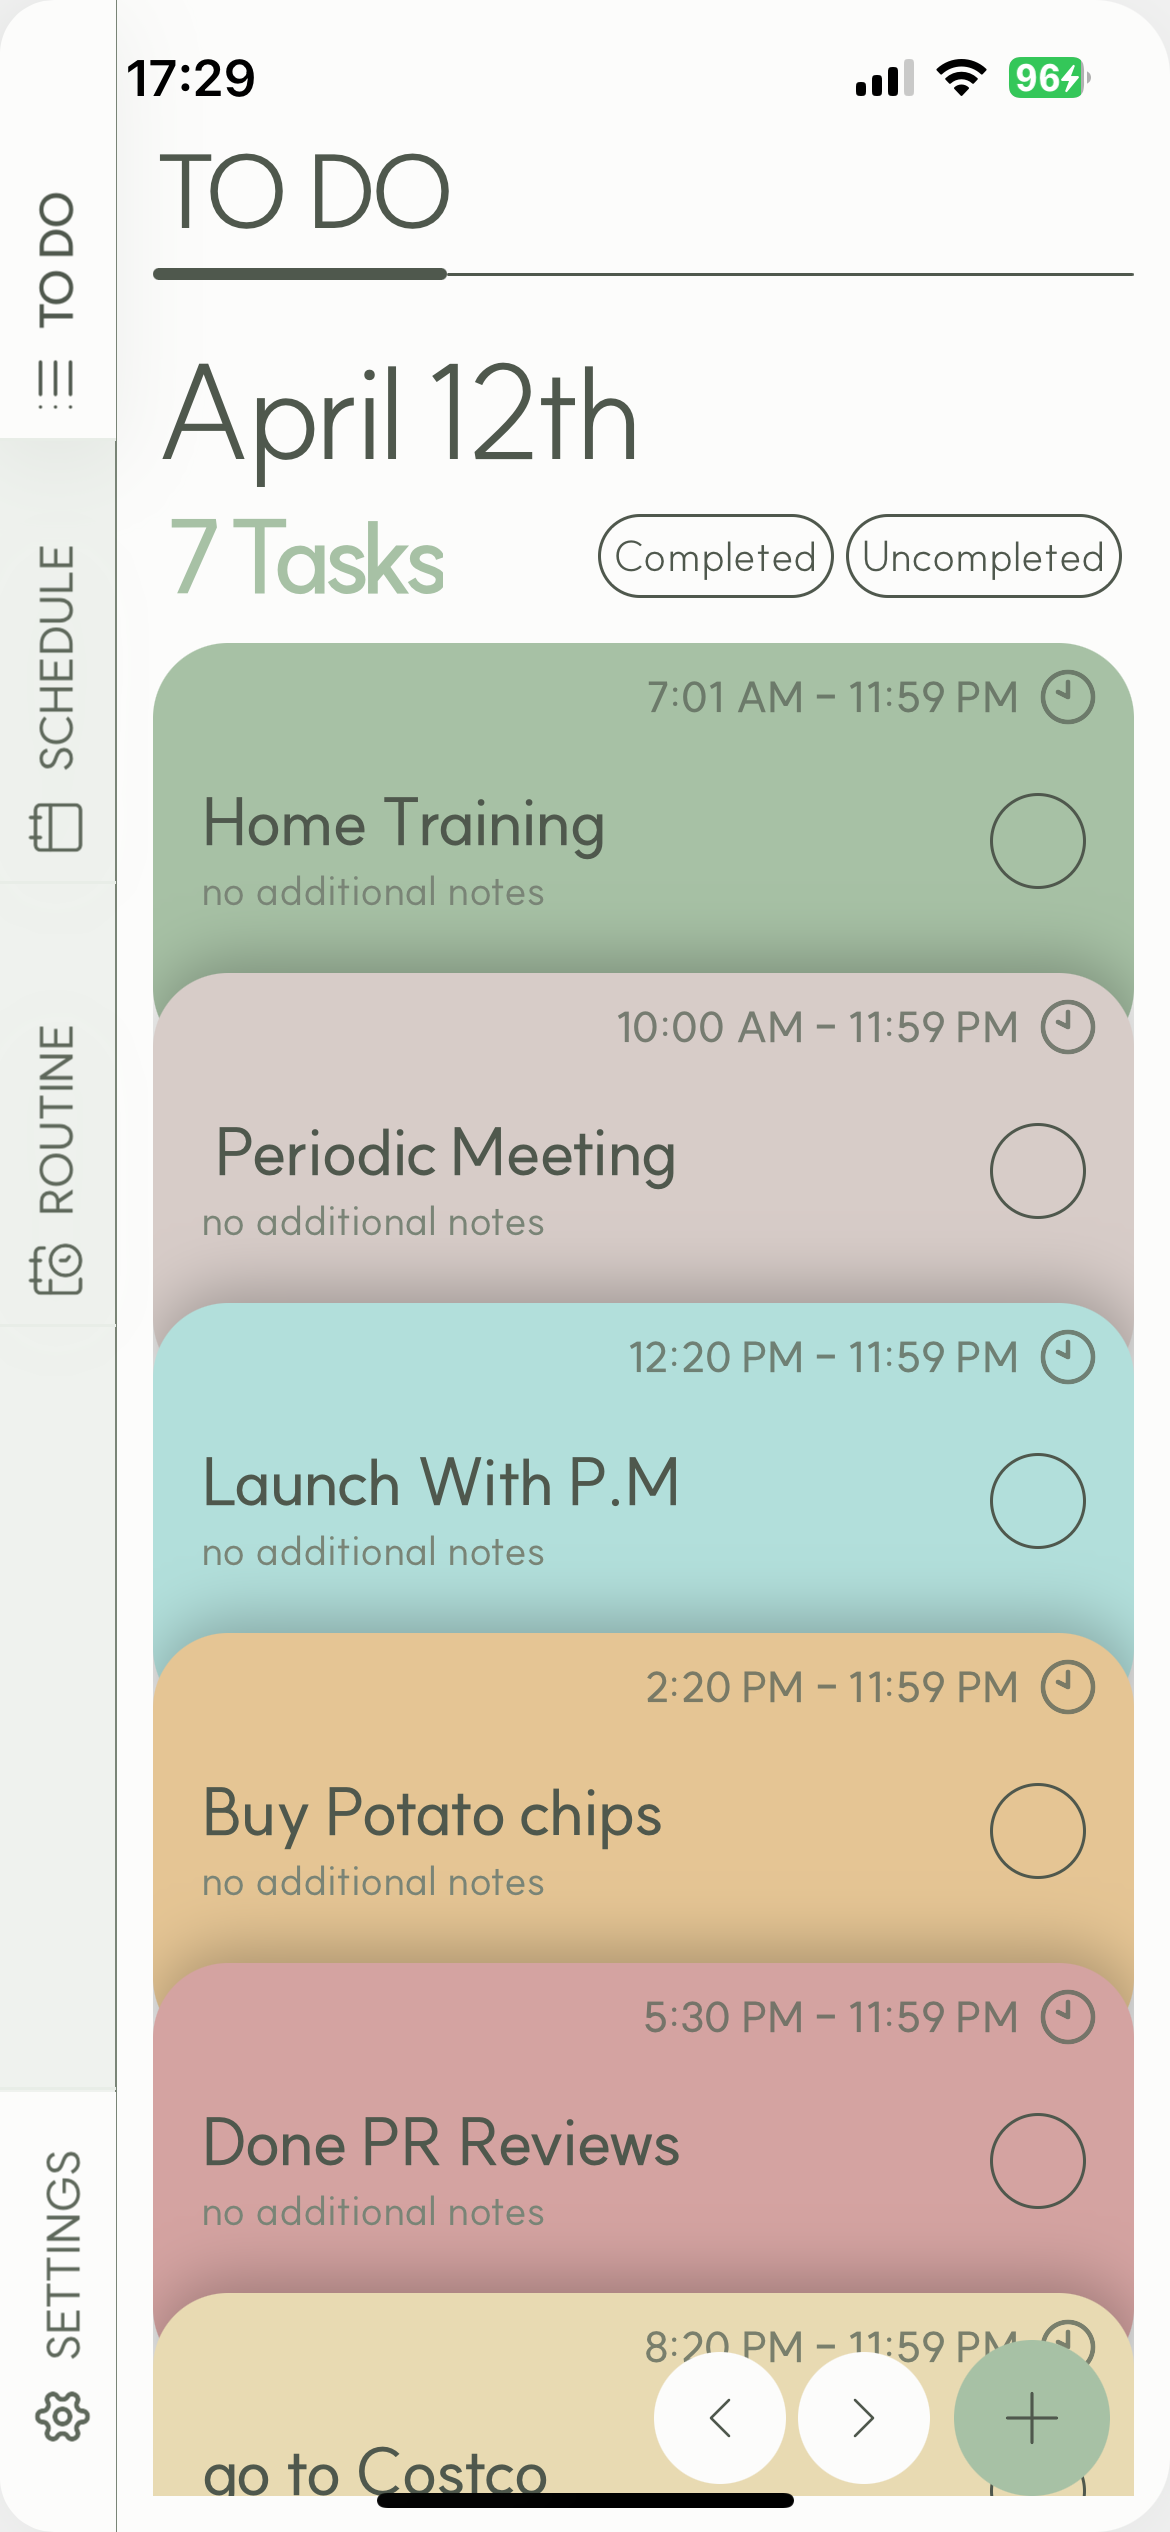 17:29
96
TO DO
TO DO
SCHEDULE
ROUTINE
SETTINGS
April 12th
7 Tasks
Completed
Uncompleted
7:01 AM - 11:59 PM
Home Training
no additional notes
10:00 AM - 11:59 PM
Periodic Meeting
no additional notes
12:20 PM - 11:59 PM
Launch With P.M
no additional notes
2:20 PM - 11:59 PM
Buy Potato chips
no additional notes
5:30 PM - 11:59 PM
Done PR Reviews
no additional notes
8:20 PM - 11:59 PM
go to Costco